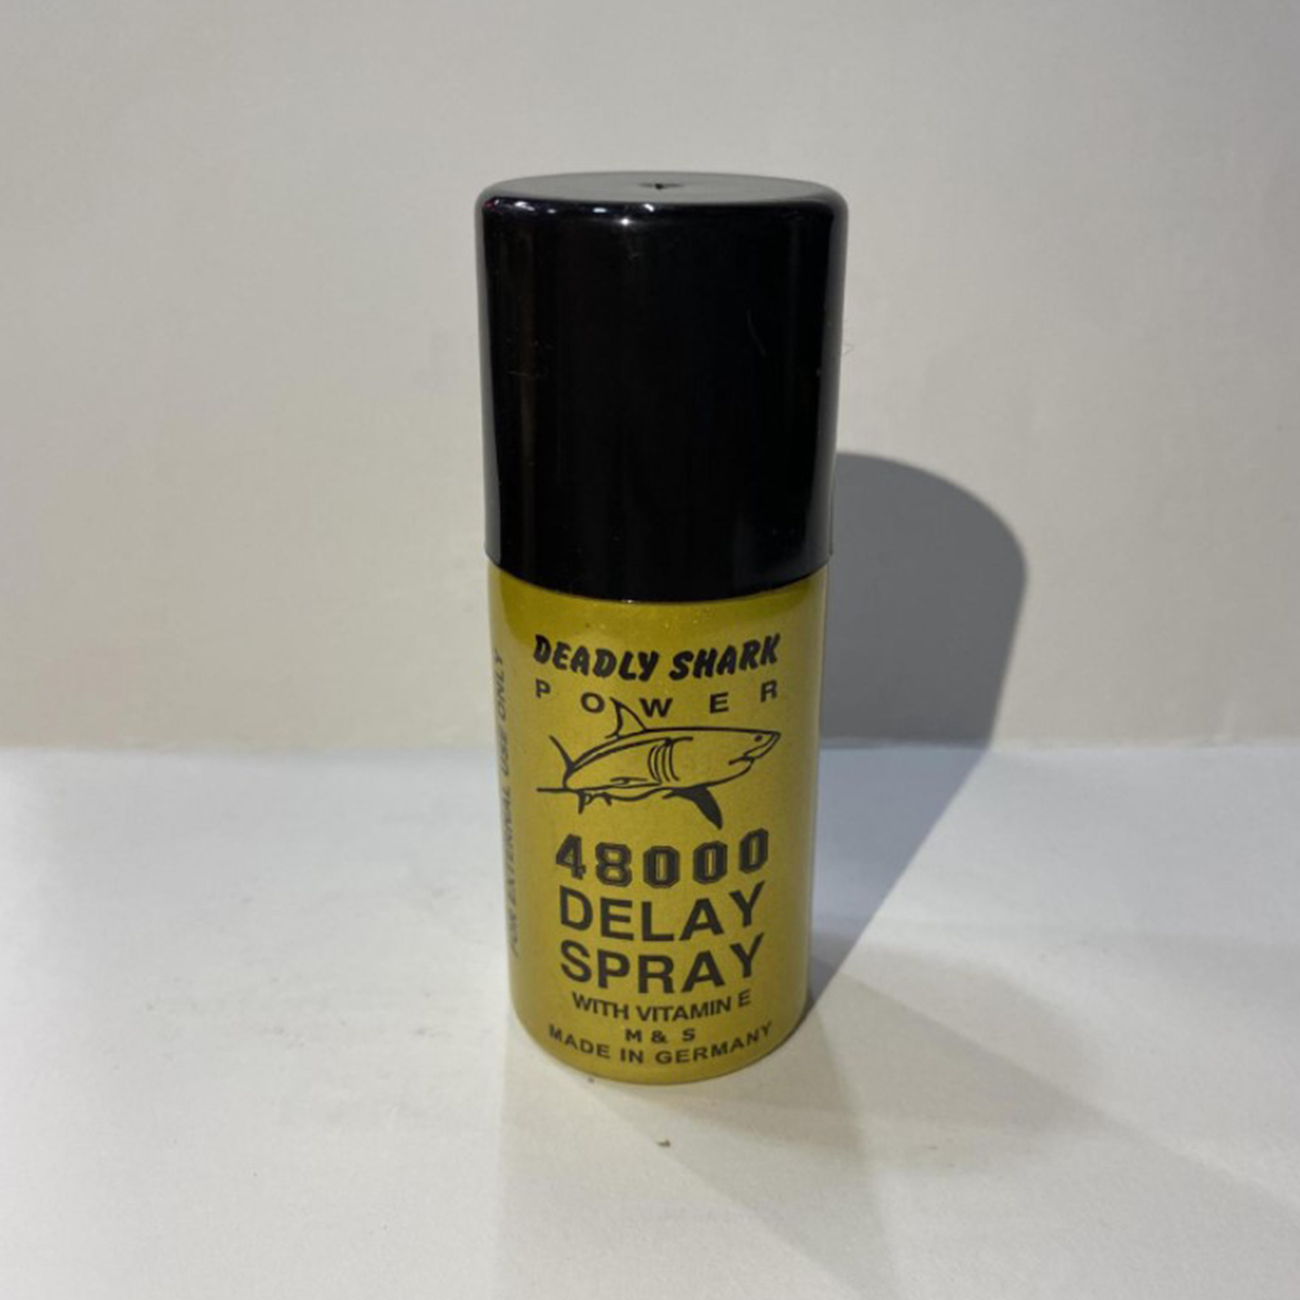 DEADLY SHARK
POWER
48000
DELAY
SPRAY
WITH VITAMIN E
M & S
MADE IN GERMANY
FOR EXTERNAL USE ONLY